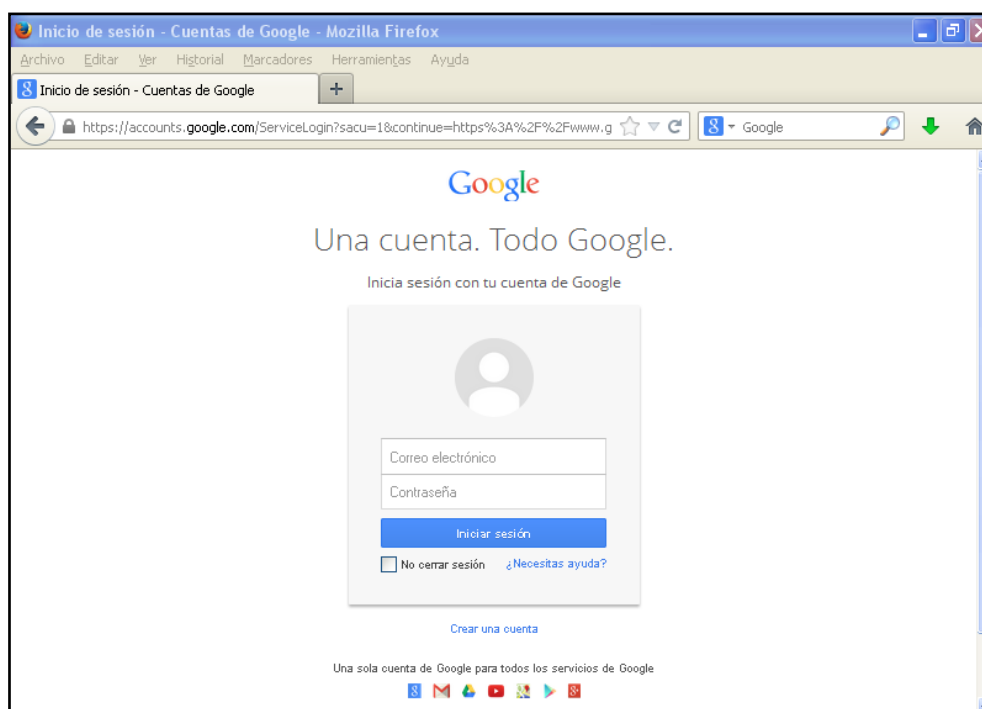 Inicio de sesión - Cuentas de Google - Mozilla Firefox
Archivo Editar Ver Historial Marcadores Herramientas Ayuda
Inicio de sesión - Cuentas de Google
https://accounts.google.com/ServiceLogin?sacu=1&continue=https%3A%2F%2Fwww.g
Google
Google
Una cuenta. Todo Google.
Inicia sesión con tu cuenta de Google
Correo electrónico
Contraseña
Iniciar sesión
No cerrar sesión ¿Necesitas ayuda?
Crear una cuenta
Una sola cuenta de Google para todos los servicios de Google